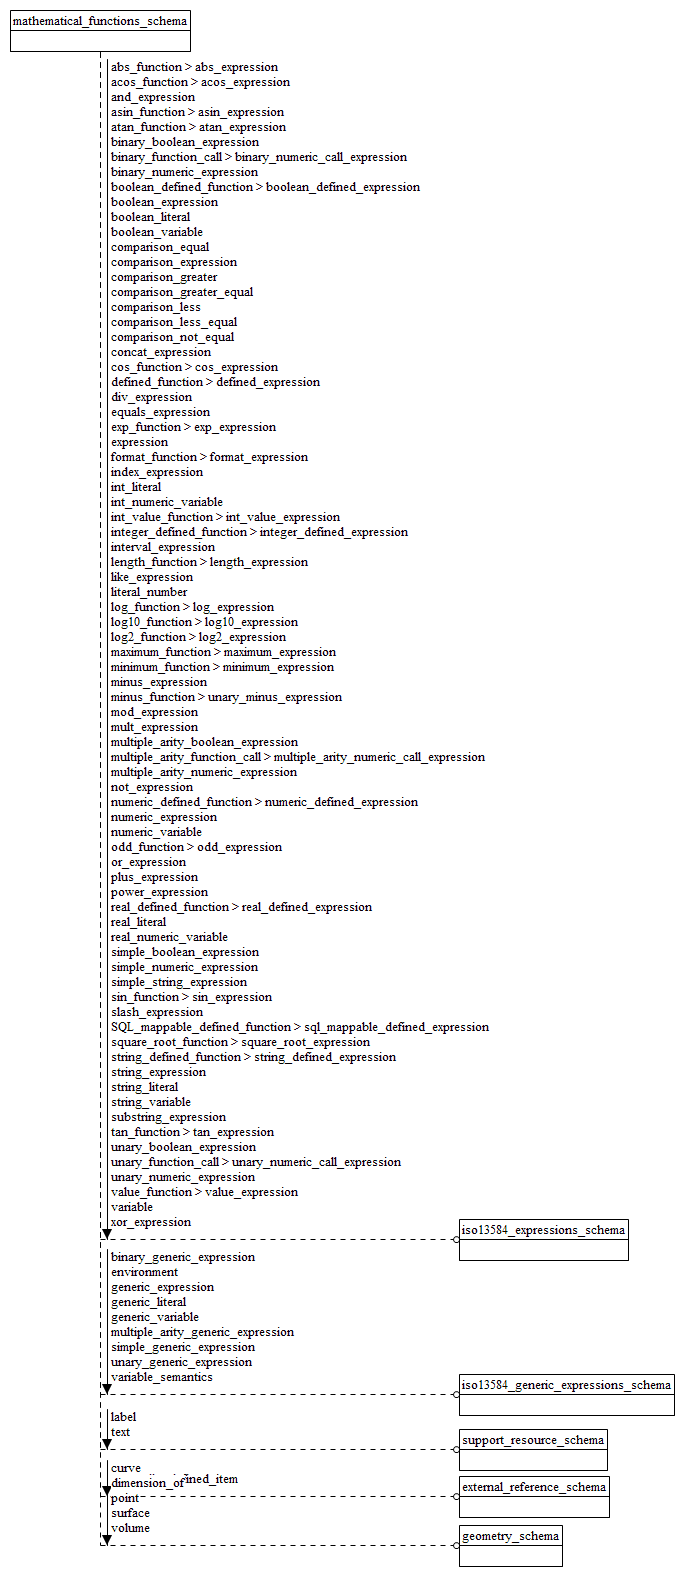 mathematical_functions_schema
abs_function > abs_expression
acos_function > acos_expression
and_expression
asin_function > asin_expression
atan_function > atan_expression
binary_boolean_expression
binary_function_call > binary_numeric_call_expression
binary_numeric_expression
boolean_defined_function > boolean_defined_expression
boolean_expression
boolean_literal
boolean_variable
comparison_equal
comparison_expression
comparison_greater
comparison_greater_equal
comparison_less
comparison_less_equal
comparison_not_equal
concat_expression
cos_function > cos_expression
defined_function > defined_expression
div_expression
equals_expression
exp_function > exp_expression
expression
format_function > format_expression
index_expression
int_literal
int_numeric_variable
int_value_function > int_value_expression
integer_defined_function > integer_defined_expression
interval_expression
length_function > length_expression
like_expression
literal_number
log_function > log_expression
log10_function > log10_expression
log2_function > log2_expression
maximum_function > maximum_expression
minimum_function > minimum_expression
minus_expression
minus_function > unary_minus_expression
mod_expression
mult_expression
multiple_arity_boolean_expression
multiple_arity_function_call > multiple_arity_numeric_call_expression
multiple_arity_numeric_expression
not_expression
numeric_defined_function > numeric_defined_expression
numeric_expression
numeric_variable
odd_function > odd_expression
or_expression
plus_expression
power_expression
real_defined_function > real_defined_expression
real_literal
real_numeric_variable
simple_boolean_expression
simple_numeric_expression
simple_string_expression
sin_function > sin_expression
slash_expression
SQL_mappable_defined_function > sql_mappable_defined_expression
square_root_function > square_root_expression
string_defined_function > string_defined_expression
string_expression
string_literal
string_variable
substring_expression
tan_function > tan_expression
unary_boolean_expression
unary_function_call > unary_numeric_call_expression
unary_numeric_expression
value_function > value_expression
variable
xor_expression
iso13584_expressions_schema
binary_generic_expression
environment
generic_expression
generic_literal
generic_variable
multiple_arity_generic_expression
simple_generic_expression
unary_generic_expression
variable_semantics
iso13584_generic_expressions_schema
label
text
support_resource_schema
curve
dimension_of
ined_item
external_reference_schema
point
surface
volume
geometry_schema